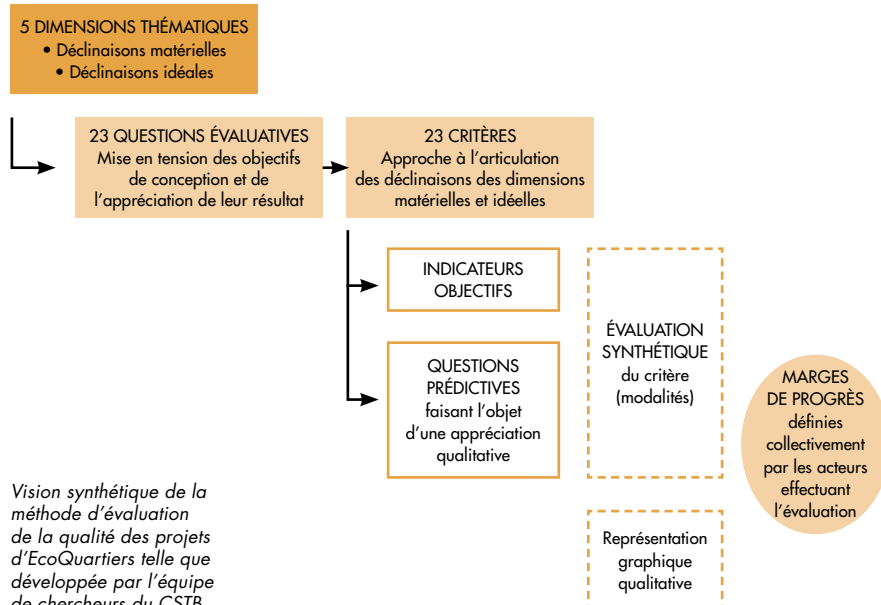 5 DIMENSIONS THÉMATIQUES
• Déclinaisons matérielles
• Déclinaisons idéales
23 QUESTIONS ÉVALUATIVES
Mise en tension des objectifs
de conception et de
l'appréciation de leur résultat
23 CRITÈRES
Approche à l'articulation
des déclinaisons des dimensions
matérielles et idéelles
INDICATEURS
OBJECTIFS
QUESTIONS
PRÉDICTIVES
faisant l'objet
d'une appréciation
qualitative
ÉVALUATION
SYNTHÉTIQUE
du critère
(modalités)
MARGES
DE PROGRÈS
définies
collectivement
par les acteurs
effectuant
l'évaluation
Représentation
graphique
qualitative
Vision synthétique de la
méthode d'évaluation
de la qualité des projets
d'EcoQuartiers telle que
développée par l'équipe
de chercheurs du CSTB